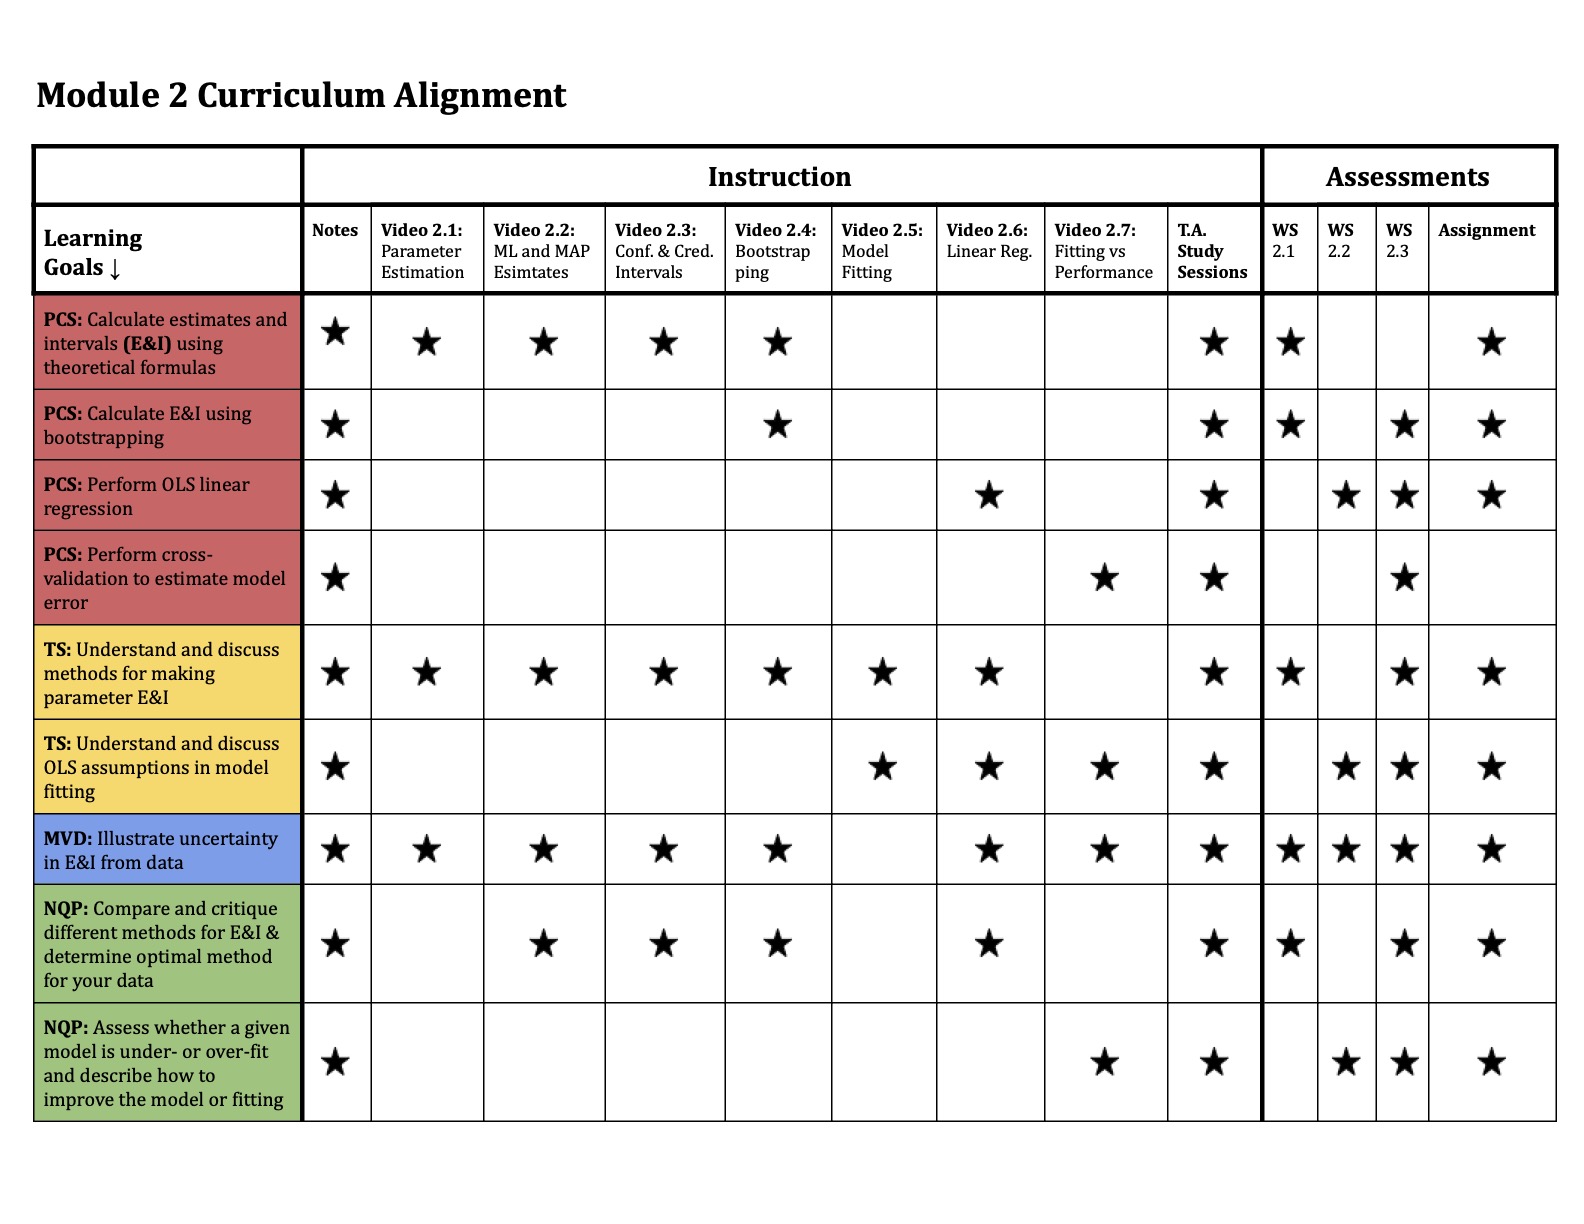 Module 2 Curriculum Alignment
Instruction
Assessments
Learning
Goals ↓
Notes
Video 2.1:
Parameter
Estimation
Video 2.2:
ML and MAP
Esimtates
Video 2.3:
Conf. & Cred.
Intervals
Video 2.4:
Bootstrap
ping
Video 2.5:
Model
Fitting
Video 2.6:
Linear Reg.
Video 2.7:
Fitting vs
Performance
T.A.
Study
Sessions
WS
2.1
WS
2.2
WS
2.3
Assignment
PCS: Calculate estimates and
intervals (E&I) using
theoretical formulas
★ ★ ★ ★ ★ ★ ★ ★
PCS: Calculate E&I using
bootstrapping
★ ★ ★ ★ ★ ★
PCS: Perform OLS linear
regression
★ ★ ★ ★ ★ ★
PCS: Perform cross-
validation to estimate model
error
★ ★ ★ ★
TS: Understand and discuss
methods for making
parameter E&I
★ ★ ★ ★ ★ ★ ★ ★ ★ ★ ★
TS: Understand and discuss
OLS assumptions in model
fitting
★ ★ ★ ★ ★ ★ ★ ★
MVD: Illustrate uncertainty
in E&I from data
★ ★ ★ ★ ★ ★ ★ ★ ★ ★ ★ ★
NQP: Compare and critique
different methods for E&I &
determine optimal method
for your data
★ ★ ★ ★ ★ ★ ★ ★ ★
NQP: Assess whether a given
model is under- or over-fit
and describe how to
improve the model or fitting
★ ★ ★ ★ ★ ★